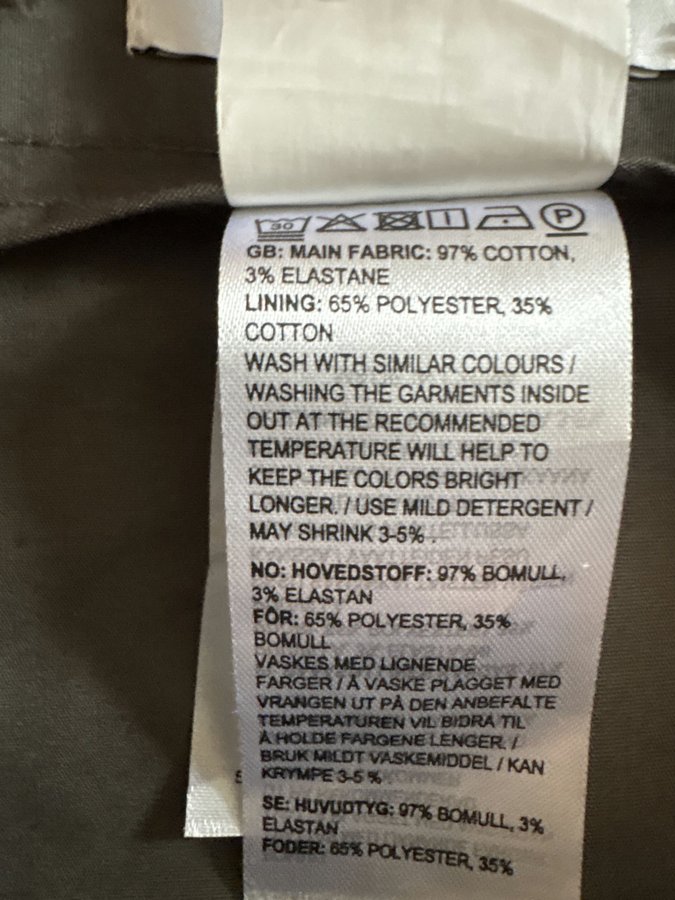 30 P
GB: MAIN FABRIC: 97% COTTON,
3% ELASTANE
LINING: 65% POLYESTER, 35%
COTTON
WASH WITH SIMILAR COLOURS /
WASHING THE GARMENTS INSIDE
OUT AT THE RECOMMENDED
TEMPERATURE WILL HELP TO
KEEP THE COLORS BRIGHT
LONGER. / USE MILD DETERGENT /
MAY SHRINK 3-5% .
NO: HOVEDSTOFF: 97% BOMULL,
3% ELASTAN
FÔR: 65% POLYESTER, 35%
BOMULL
VASKES MED LIGNENDE
FARGER / Å VASKE PLAGGET MED
VRANGEN UT PÅ DEN ANBEFALTE
TEMPERATUREN VIL BIDRA TIL
Å HOLDE FARGENE LENGER. /
BRUK MILDT VASKEMIDDEL / KAN
KRYMPE 3-5 %
SE: HUVUDTYG: 97% BOMULL, 3%
ELASTAN
FODER: 65% POLYESTER, 35%